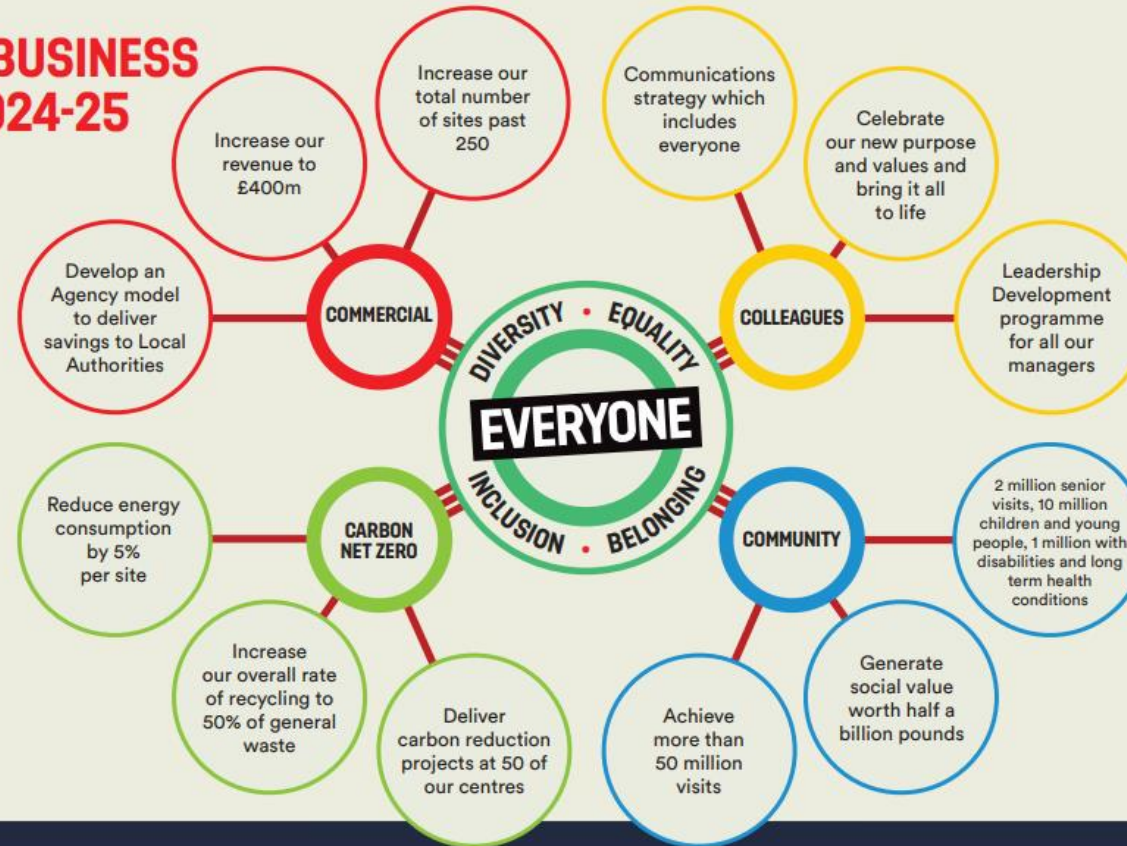 BUSINESS
024-25
Increase our
revenue to
£400m
Increase our
total number
of sites past
250
Communications
strategy which
includes
everyone
Celebrate
our new purpose
and values and
bring it all
to life
Develop an
Agency model
to deliver
savings to Local
Authorities
COMMERCIAL
DIVERSITY • EQUALITY
EVERYONE
INCLUSION • BELONGING
COLLEAGUES
Leadership
Development
programme
for all our
managers
Reduce energy
consumption
by 5%
per site
CARBON
NET ZERO
COMMUNITY
2 million senior
visits, 10 million
children and young
people, 1 million with
disabilities and long
term health
conditions
Increase
our overall rate
of recycling to
50% of general
waste
Deliver
carbon reduction
projects at 50 of
our centres
Achieve
more than
50 million
visits
Generate
social value
worth half a
billion pounds